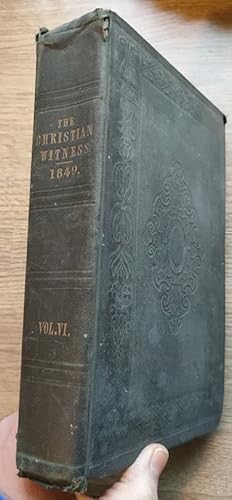 THE
CHRISTIAN
WITNESS
1849.
VOL.VI.